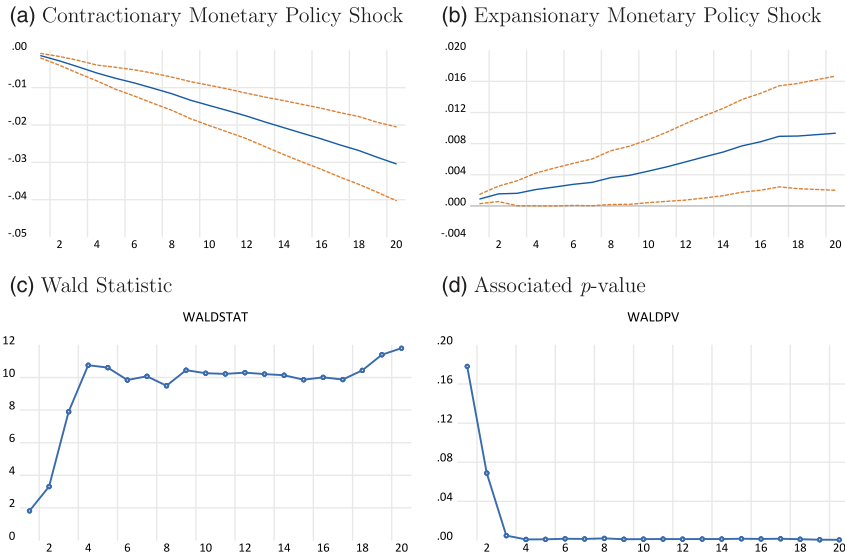 (a) Contractionary Monetary Policy Shock
.00
-.01
-.02
-.03
-.04
-.05
2 4 6 8 10 12 14 16 18 20
(b) Expansionary Monetary Policy Shock
.020
.016
.012
.008
.004
.000
-.004
2 4 6 8 10 12 14 16 18 20
(c) Wald Statistic
WALDSTAT
12
10
8
6
4
2
0
2 4 6 8 10 12 14 16 18 20
(d) Associated p-value
WALDPV
.20
.16
.12
.08
.04
.00
2 4 6 8 10 12 14 16 18 20